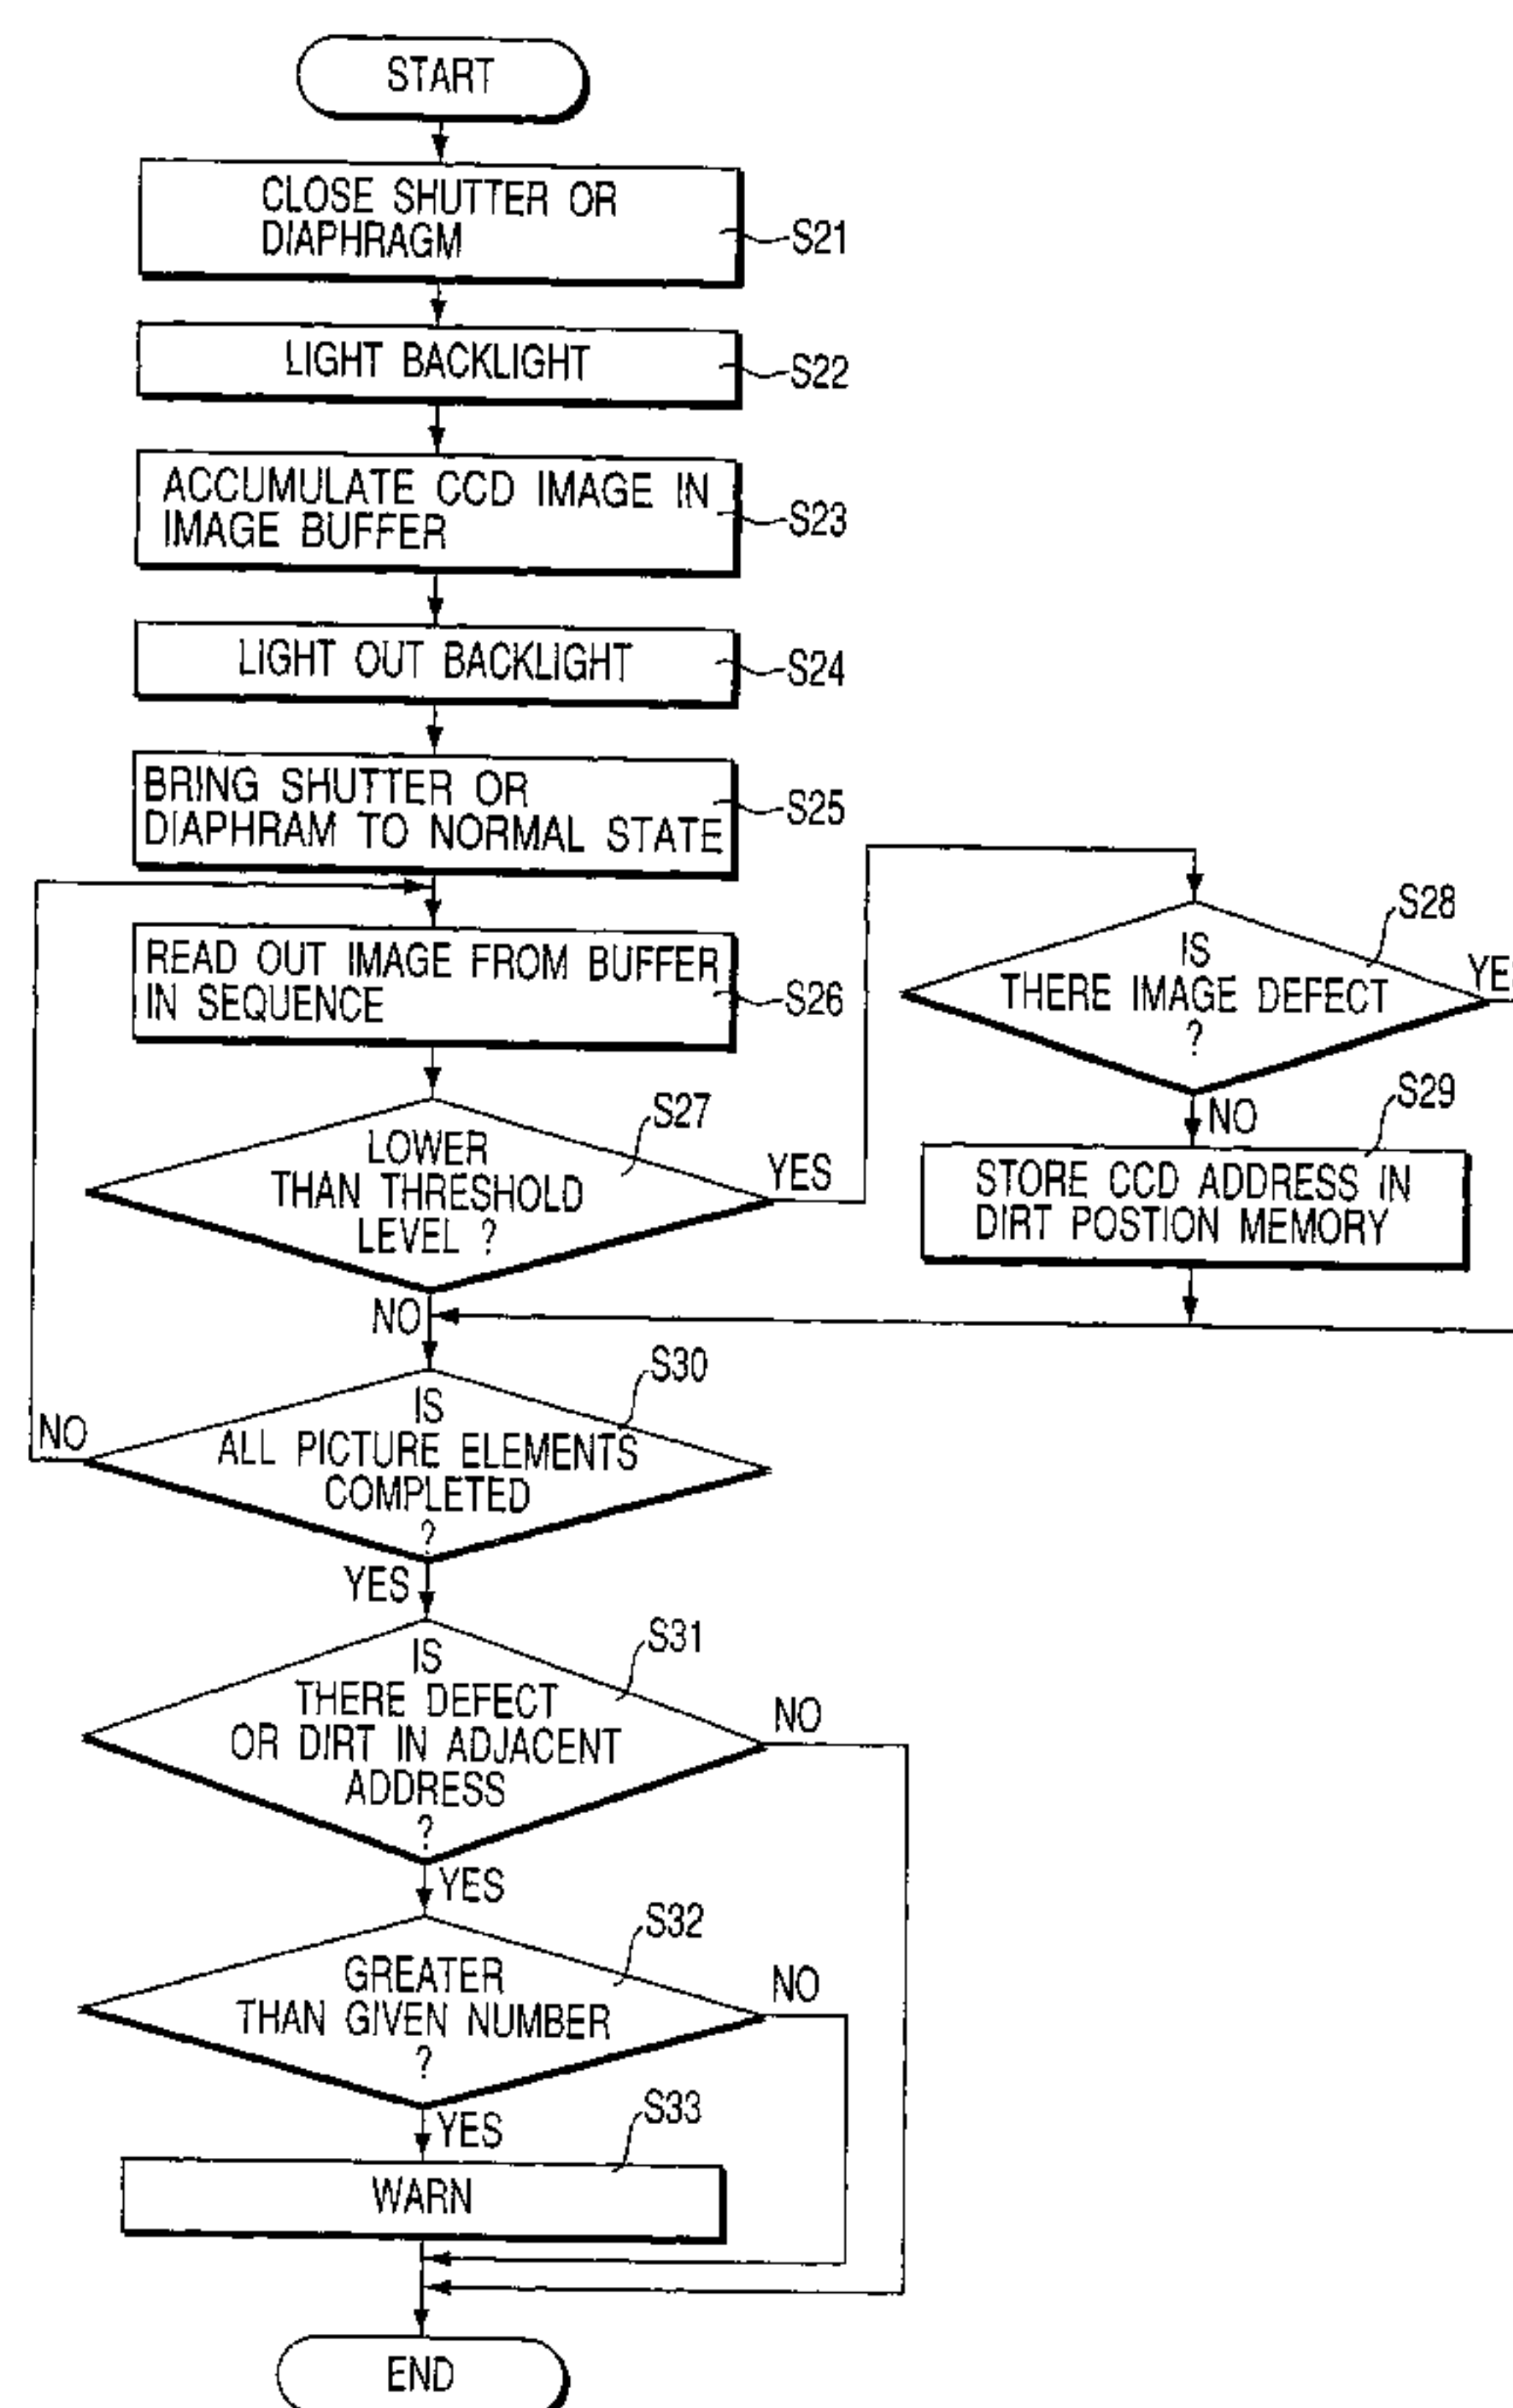 START
CLOSE SHUTTER OR
DIAPHRAGM
S21
LIGHT BACKLIGHT
S22
ACCUMULATE CCD IMAGE IN
IMAGE BUFFER
S23
LIGHT OUT BACKLIGHT
S24
BRING SHUTTER OR
DIAPHRAM TO NORMAL STATE
S25
READ OUT IMAGE FROM BUFFER
IN SEQUENCE
S26
LOWER
THAN THRESHOLD
LEVEL ?
S27
YES
NO
IS
THERE IMAGE DEFECT
?
S28
NO
STORE CCD ADDRESS IN
DIRT POSTION MEMORY
S29
IS
ALL PICTURE ELEMENTS
COMPLETED
?
S30
NO
YES
IS
THERE DEFECT
OR DIRT IN ADJACENT
ADDRESS
?
S31
NO
YES
GREATER
THAN GIVEN NUMBER
?
S32
NO
YES
WARN
S33
END